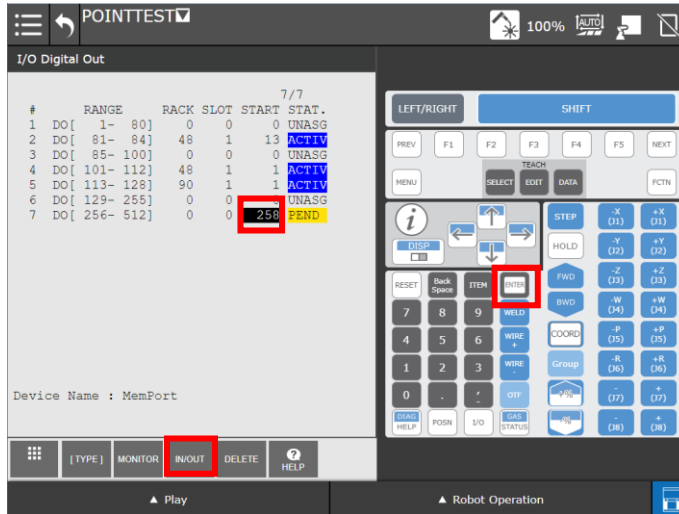 POINTTEST
100%
AUTO
I/O Digital Out
7/7
# RANGE RACK SLOT START STAT.
1 DO[ 1- 80] 0 0 0 UNASG
2 DO[ 81- 84] 48 1 13 ACTIV
3 DO[ 85- 100] 0 0 0 UNASG
4 DO[ 101- 112] 48 1 1 ACTIV
5 DO[ 113- 128] 90 1 1 ACTIV
6 DO[ 129- 255] 0 0 0 UNASG
7 DO[ 256- 512] 0 0 258 PEND
Device Name : MemPort
[TYPE] MONITOR IN/OUT DELETE ? HELP
▲ Play
▲ Robot Operation
LEFT/RIGHT SHIFT
PREV F1 F2 F3 F4 F5 NEXT
TEACH
MENU SELECT EDIT DATA FCTN
i
DISP
STEP -X (J1) +X (J1)
HOLD -Y (J2) +Y (J2)
RESET Back Space ITEM ENTER FWD -Z (J3) +Z (J3)
7 8 9 WELD BWD -W (J4) +W (J4)
4 5 6 WIRE + COORD -P (J5) +P (J5)
1 2 3 WIRE - Group -R (J6) +R (J6)
0 . , - OTF +% - (J7) + (J7)
DIAG HELP POSN I/O GAS STATUS -% - (J8) + (J8)